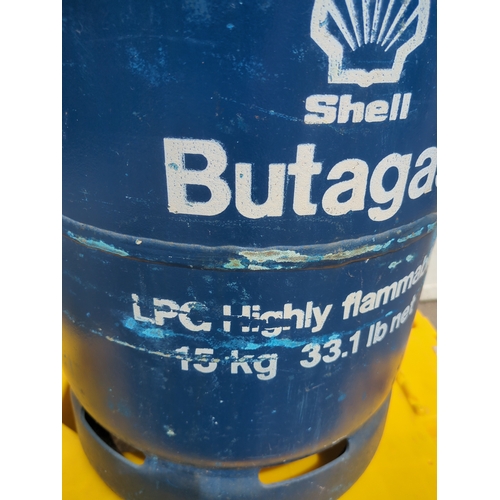 Shell
Butaga
LPG Highly flammab
15 kg 33.1 lb net